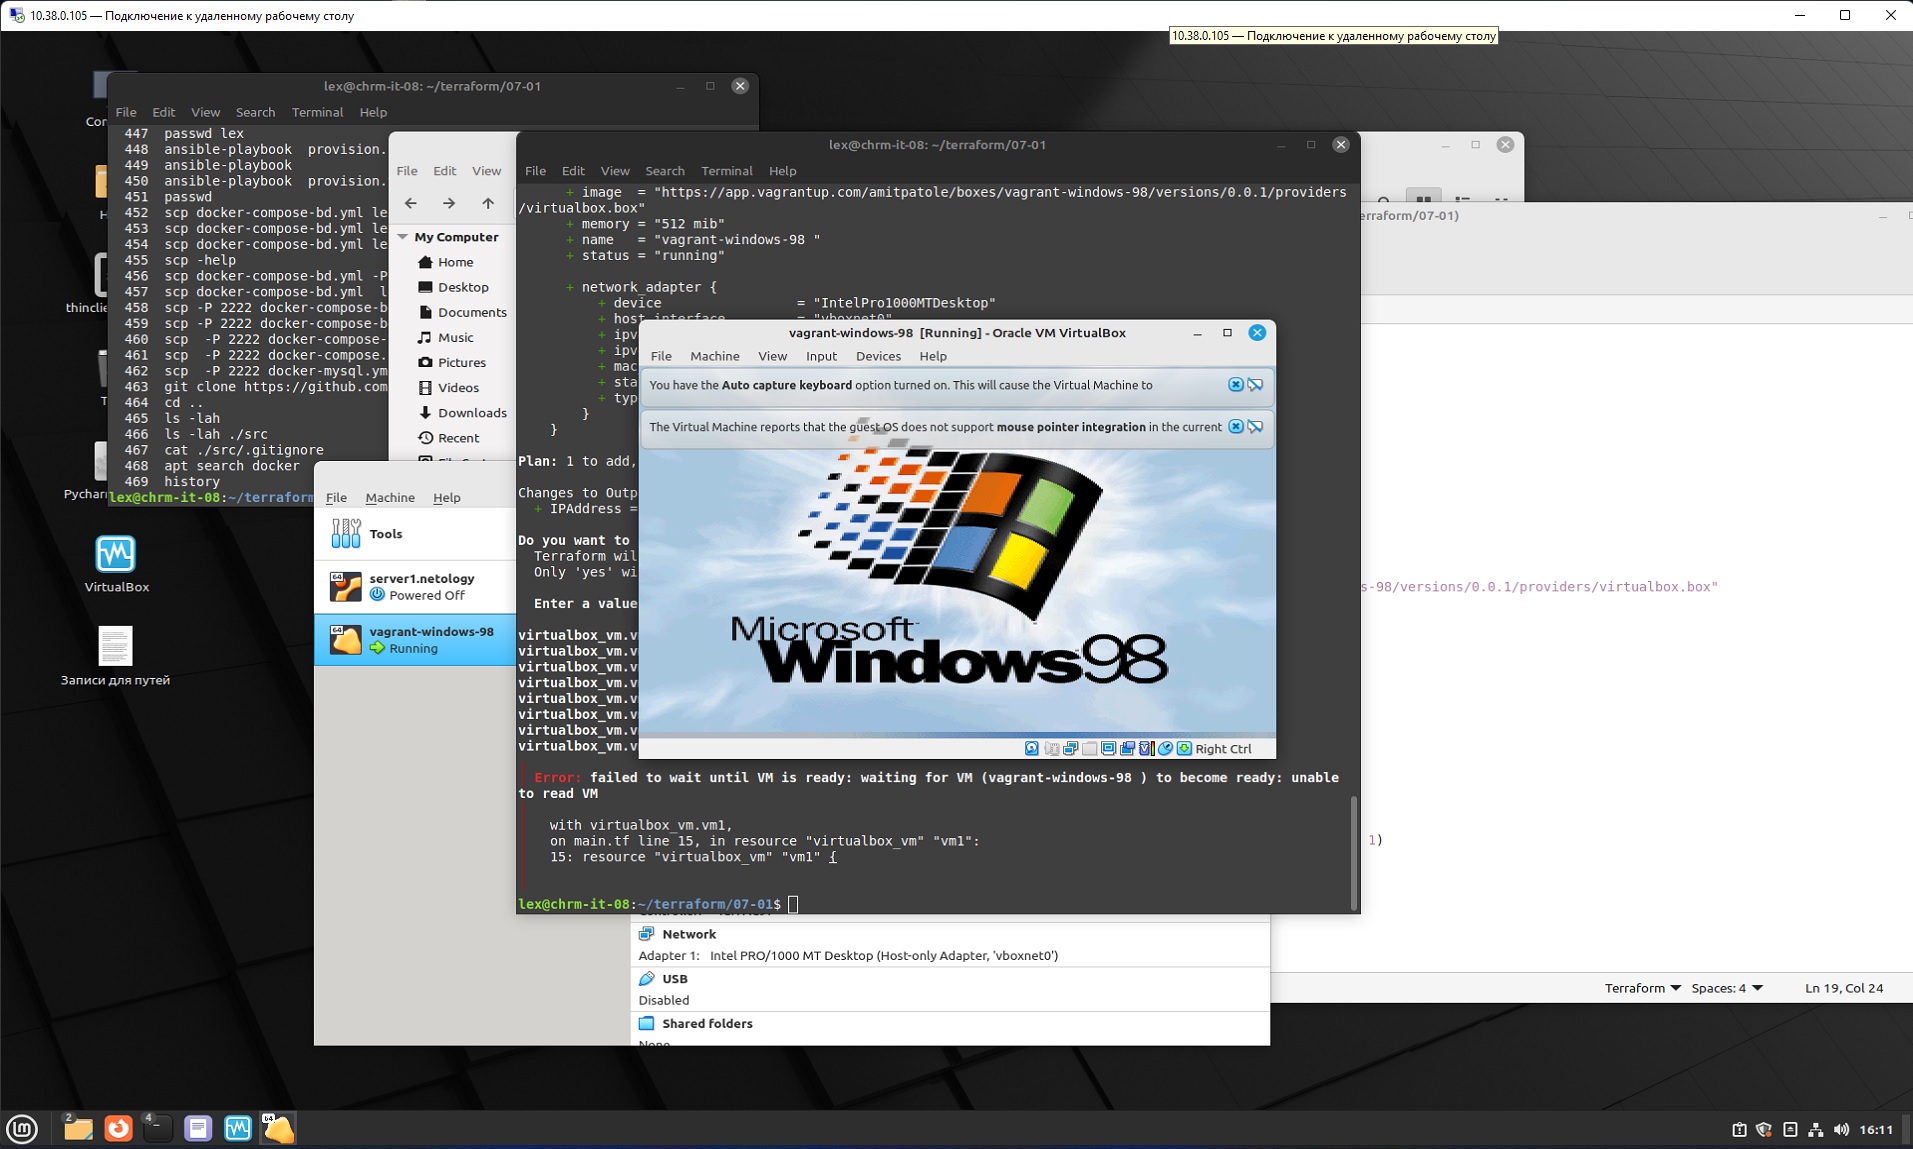 10.38.0.105 — Подключение к удаленному рабочему столу
10.38.0.105 — Подключение к удаленному рабочему столу
lex@chrm-it-08: ~/terraform/07-01
File Edit View Search Terminal Help
447 passwd lex
448 ansible-playbook provision.
449 ansible-playbook
450 ansible-playbook provision.
451 passwd
452 scp docker-compose-bd.yml le
453 scp docker-compose-bd.yml le
454 scp docker-compose-bd.yml le
455 scp -help
456 scp docker-compose-bd.yml -P
457 scp docker-compose-bd.yml l
458 scp -P 2222 docker-compose-b
459 scp -P 2222 docker-compose-b
460 scp -P 2222 docker-compose-
461 scp -P 2222 docker-compose.
462 scp -P 2222 docker-mysql.ym
463 git clone https://github.com
464 cd ..
465 ls -lah
466 ls -lah ./src
467 cat ./src/.gitignore
468 apt search docker
469 history
lex@chrm-it-08:~/terraform
Con
H
thinclie
T
Pychar
VirtualBox
Записи для путей
File Edit View
My Computer
Home
Desktop
Documents
Music
Pictures
Videos
Downloads
Recent
lex@chrm-it-08: ~/terraform/07-01
File Edit View Search Terminal Help
+ image = "https://app.vagrantup.com/amitpatole/boxes/vagrant-windows-98/versions/0.0.1/providers
/virtualbox.box"
+ memory = "512 mib"
+ name = "vagrant-windows-98 "
+ status = "running"
+ network_adapter {
+ device = "IntelPro1000MTDesktop"
+ host_interface = "vboxnet0"
+ ipv
+ ipv
+ mac
+ sta
+ typ
}
}
Plan: 1 to add,
Changes to Outp
+ IPAddress =
Do you want to
Terraform wil
Only 'yes' wi
Enter a value
virtualbox_vm.v
virtualbox_vm.v
virtualbox_vm.v
virtualbox_vm.v
virtualbox_vm.v
virtualbox_vm.v
virtualbox_vm.v
virtualbox_vm.v
Error: failed to wait until VM is ready: waiting for VM (vagrant-windows-98 ) to become ready: unable
to read VM
with virtualbox_vm.vm1,
on main.tf line 15, in resource "virtualbox_vm" "vm1":
15: resource "virtualbox_vm" "vm1" {
lex@chrm-it-08:~/terraform/07-01$
vagrant-windows-98 [Running] - Oracle VM VirtualBox
File Machine View Input Devices Help
You have the Auto capture keyboard option turned on. This will cause the Virtual Machine to
The Virtual Machine reports that the guest OS does not support mouse pointer integration in the current
Microsoft
Windows98
Right Ctrl
File Machine Help
Tools
64
server1.netology
Powered Off
64
vagrant-windows-98
Running
Network
Adapter 1: Intel PRO/1000 MT Desktop (Host-only Adapter, 'vboxnet0')
USB
Disabled
Shared folders
None
erraform/07-01)
s-98/versions/0.0.1/providers/virtualbox.box"
1)
Terraform Spaces: 4 Ln 19, Col 24
2
4
64
16:11